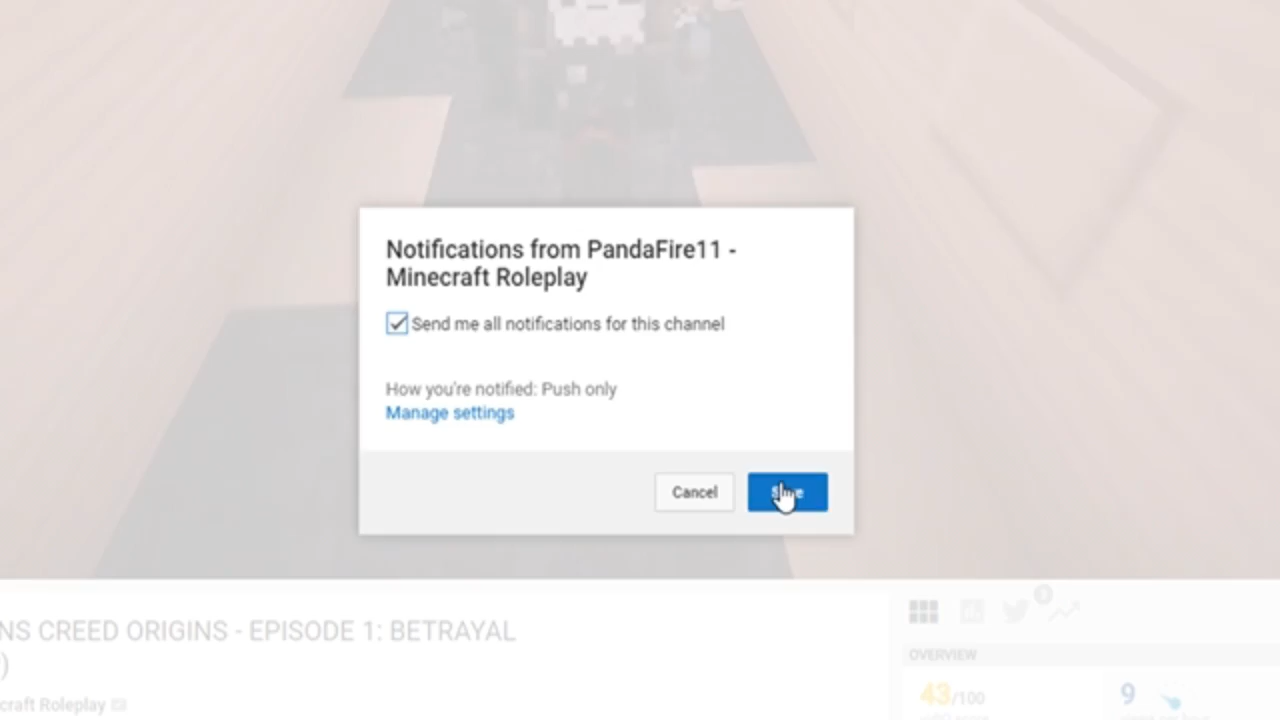 Notifications from PandaFire11 -
Minecraft Roleplay
Send me all notifications for this channel
How you're notified: Push only
Manage settings
Cancel
NS CREED ORIGINS - EPISODE 1: BETRAYAL
)
craft Roleplay
OVERVIEW
43/100
9